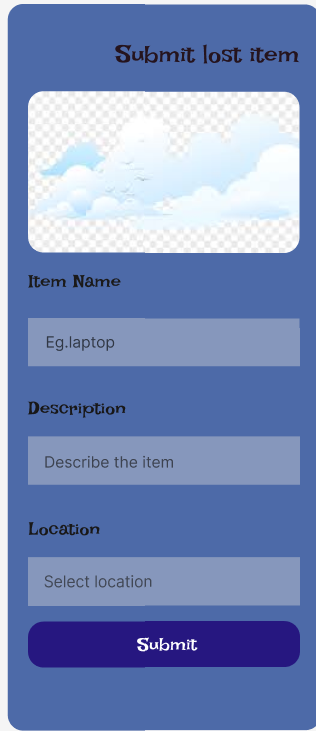 Submit lost item
Item Name
Eg.laptop
Description
Describe the item
Location
Select location
Submit